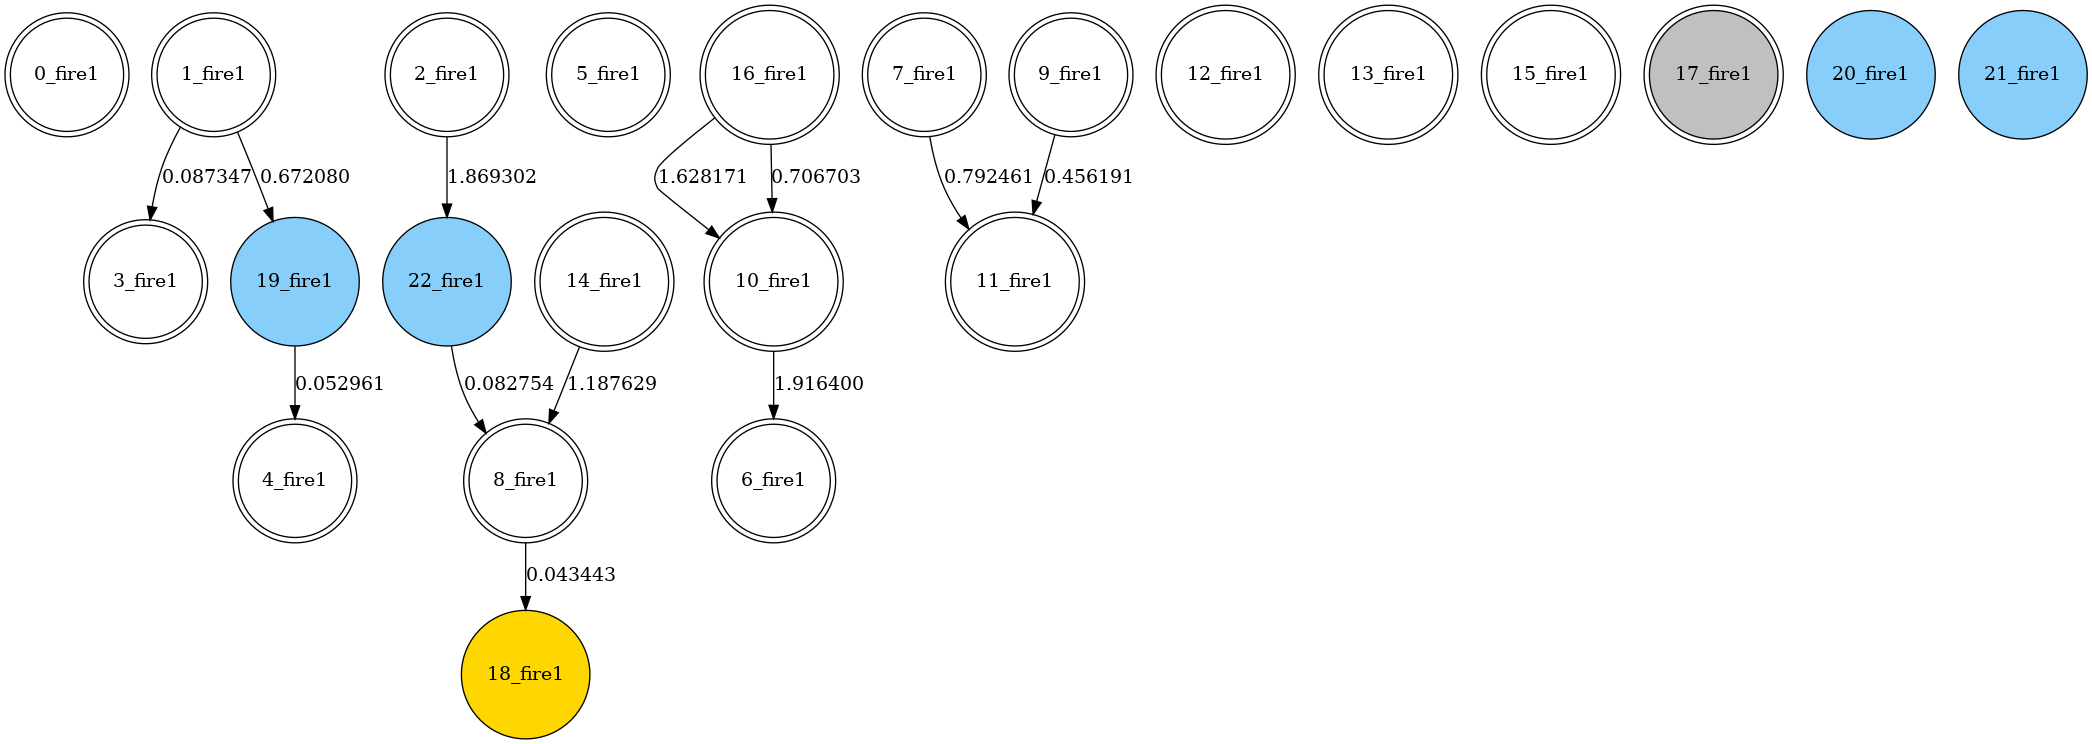 0_fire1
1_fire1
2_fire1
5_fire1
16_fire1
7_fire1
9_fire1
12_fire1
13_fire1
15_fire1
17_fire1
20_fire1
21_fire1
0.087347
0.672080
1.869302
1.628171
0.706703
0.792461
0.456191
3_fire1
19_fire1
22_fire1
14_fire1
10_fire1
11_fire1
0.052961
0.082754
1.187629
1.916400
4_fire1
8_fire1
6_fire1
0.043443
18_fire1